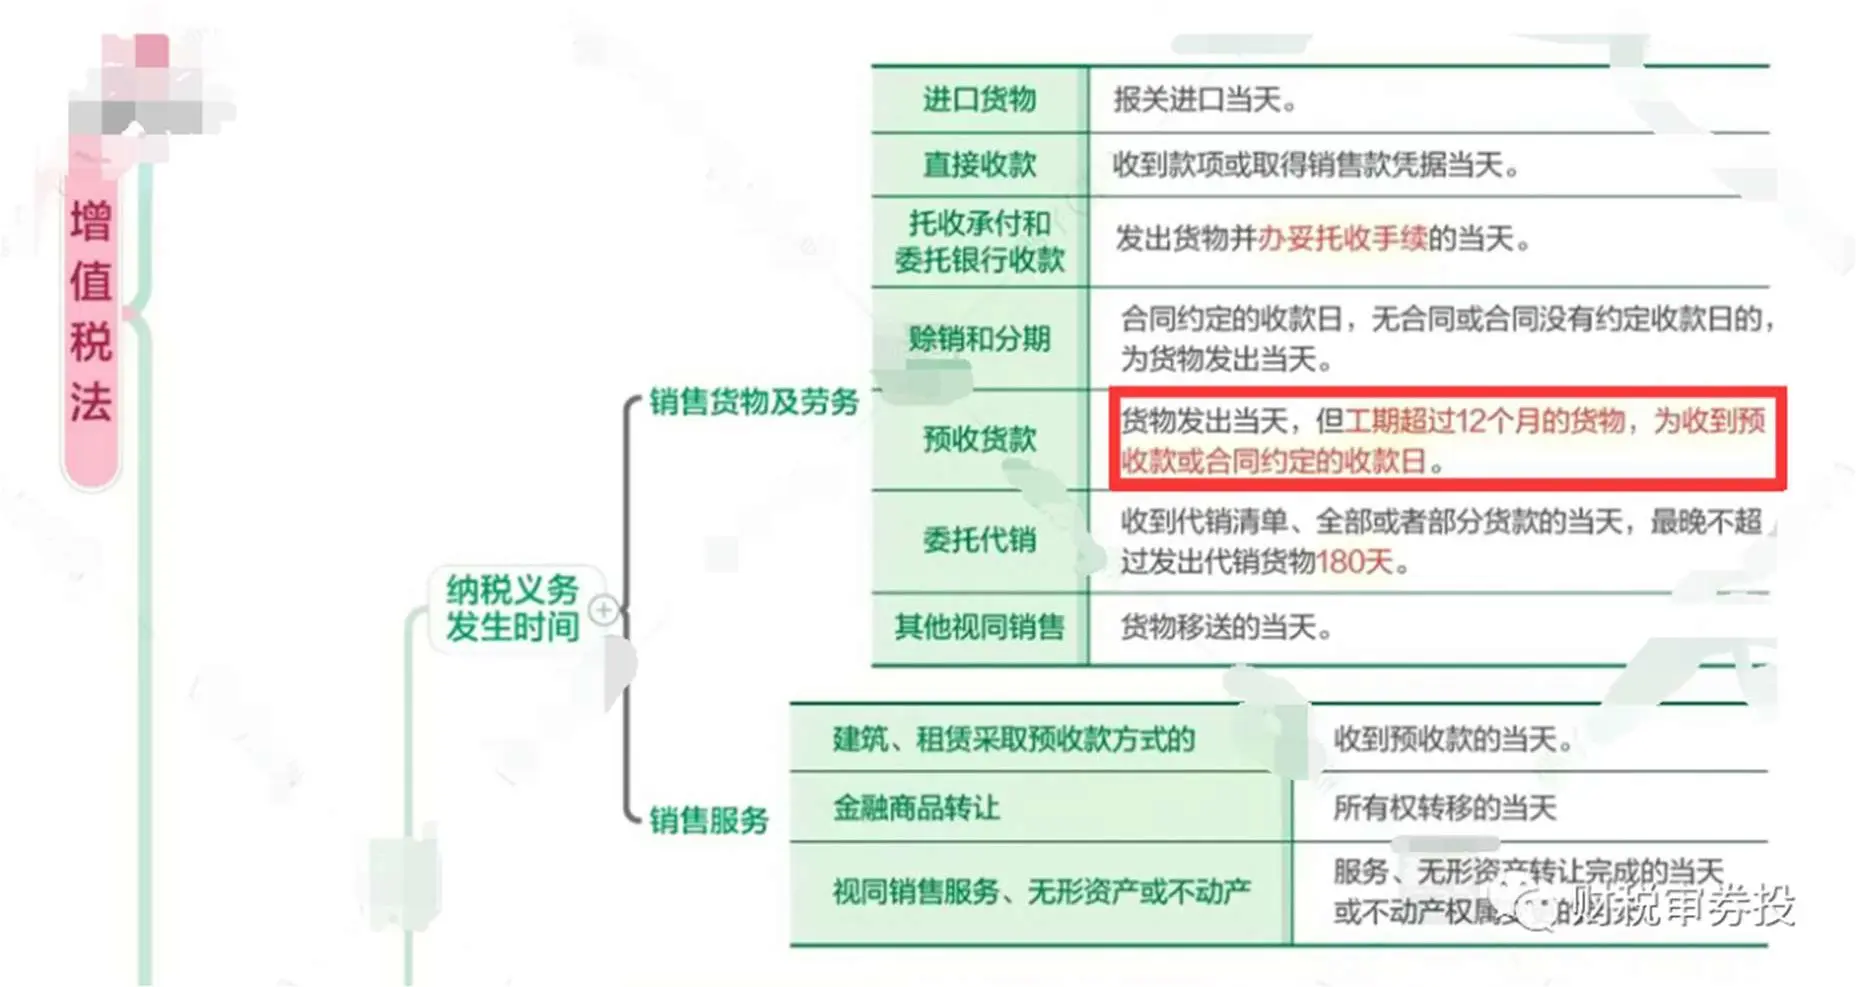 增值税法
纳税义务
发生时间
销售货物及劳务
进口货物
报关进口当天。
直接收款
收到款项或取得销售款凭据当天。
托收承付和
委托银行收款
发出货物并办妥托收手续的当天。
赊销和分期
合同约定的收款日，无合同或合同没有约定收款日的，
为货物发出当天。
预收货款
货物发出当天，但工期超过12个月的货物，为收到预
收款或合同约定的收款日。
委托代销
收到代销清单、全部或者部分货款的当天，最晚不超
过发出代销货物180天。
其他视同销售
货物移送的当天。
销售服务
建筑、租赁采取预收款方式的
收到预收款的当天。
金融商品转让
所有权转移的当天
视同销售服务、无形资产或不动产
服务、无形资产转让完成的当天
或不动产权属
财税审券投